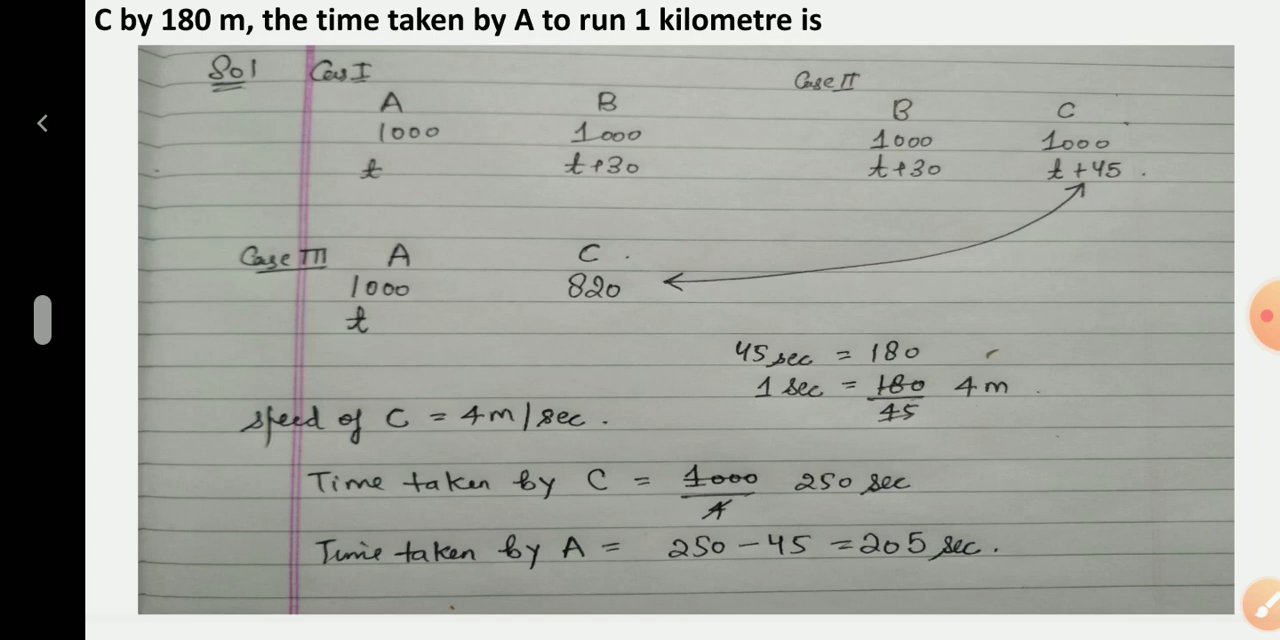 C by 180 m, the time taken by A to run 1 kilometre is
Sol Cas I
A B
1000 1000
t t+30
Case II
B C
1000 1000
t+30 t+45
Case III A C
1000 820
t
45 sec = 180
1 sec = 180/45 4 m
Speed of C = 4m/sec.
Time taken by C = 1000/4 250 sec
Time taken by A = 250 - 45 = 205 sec.